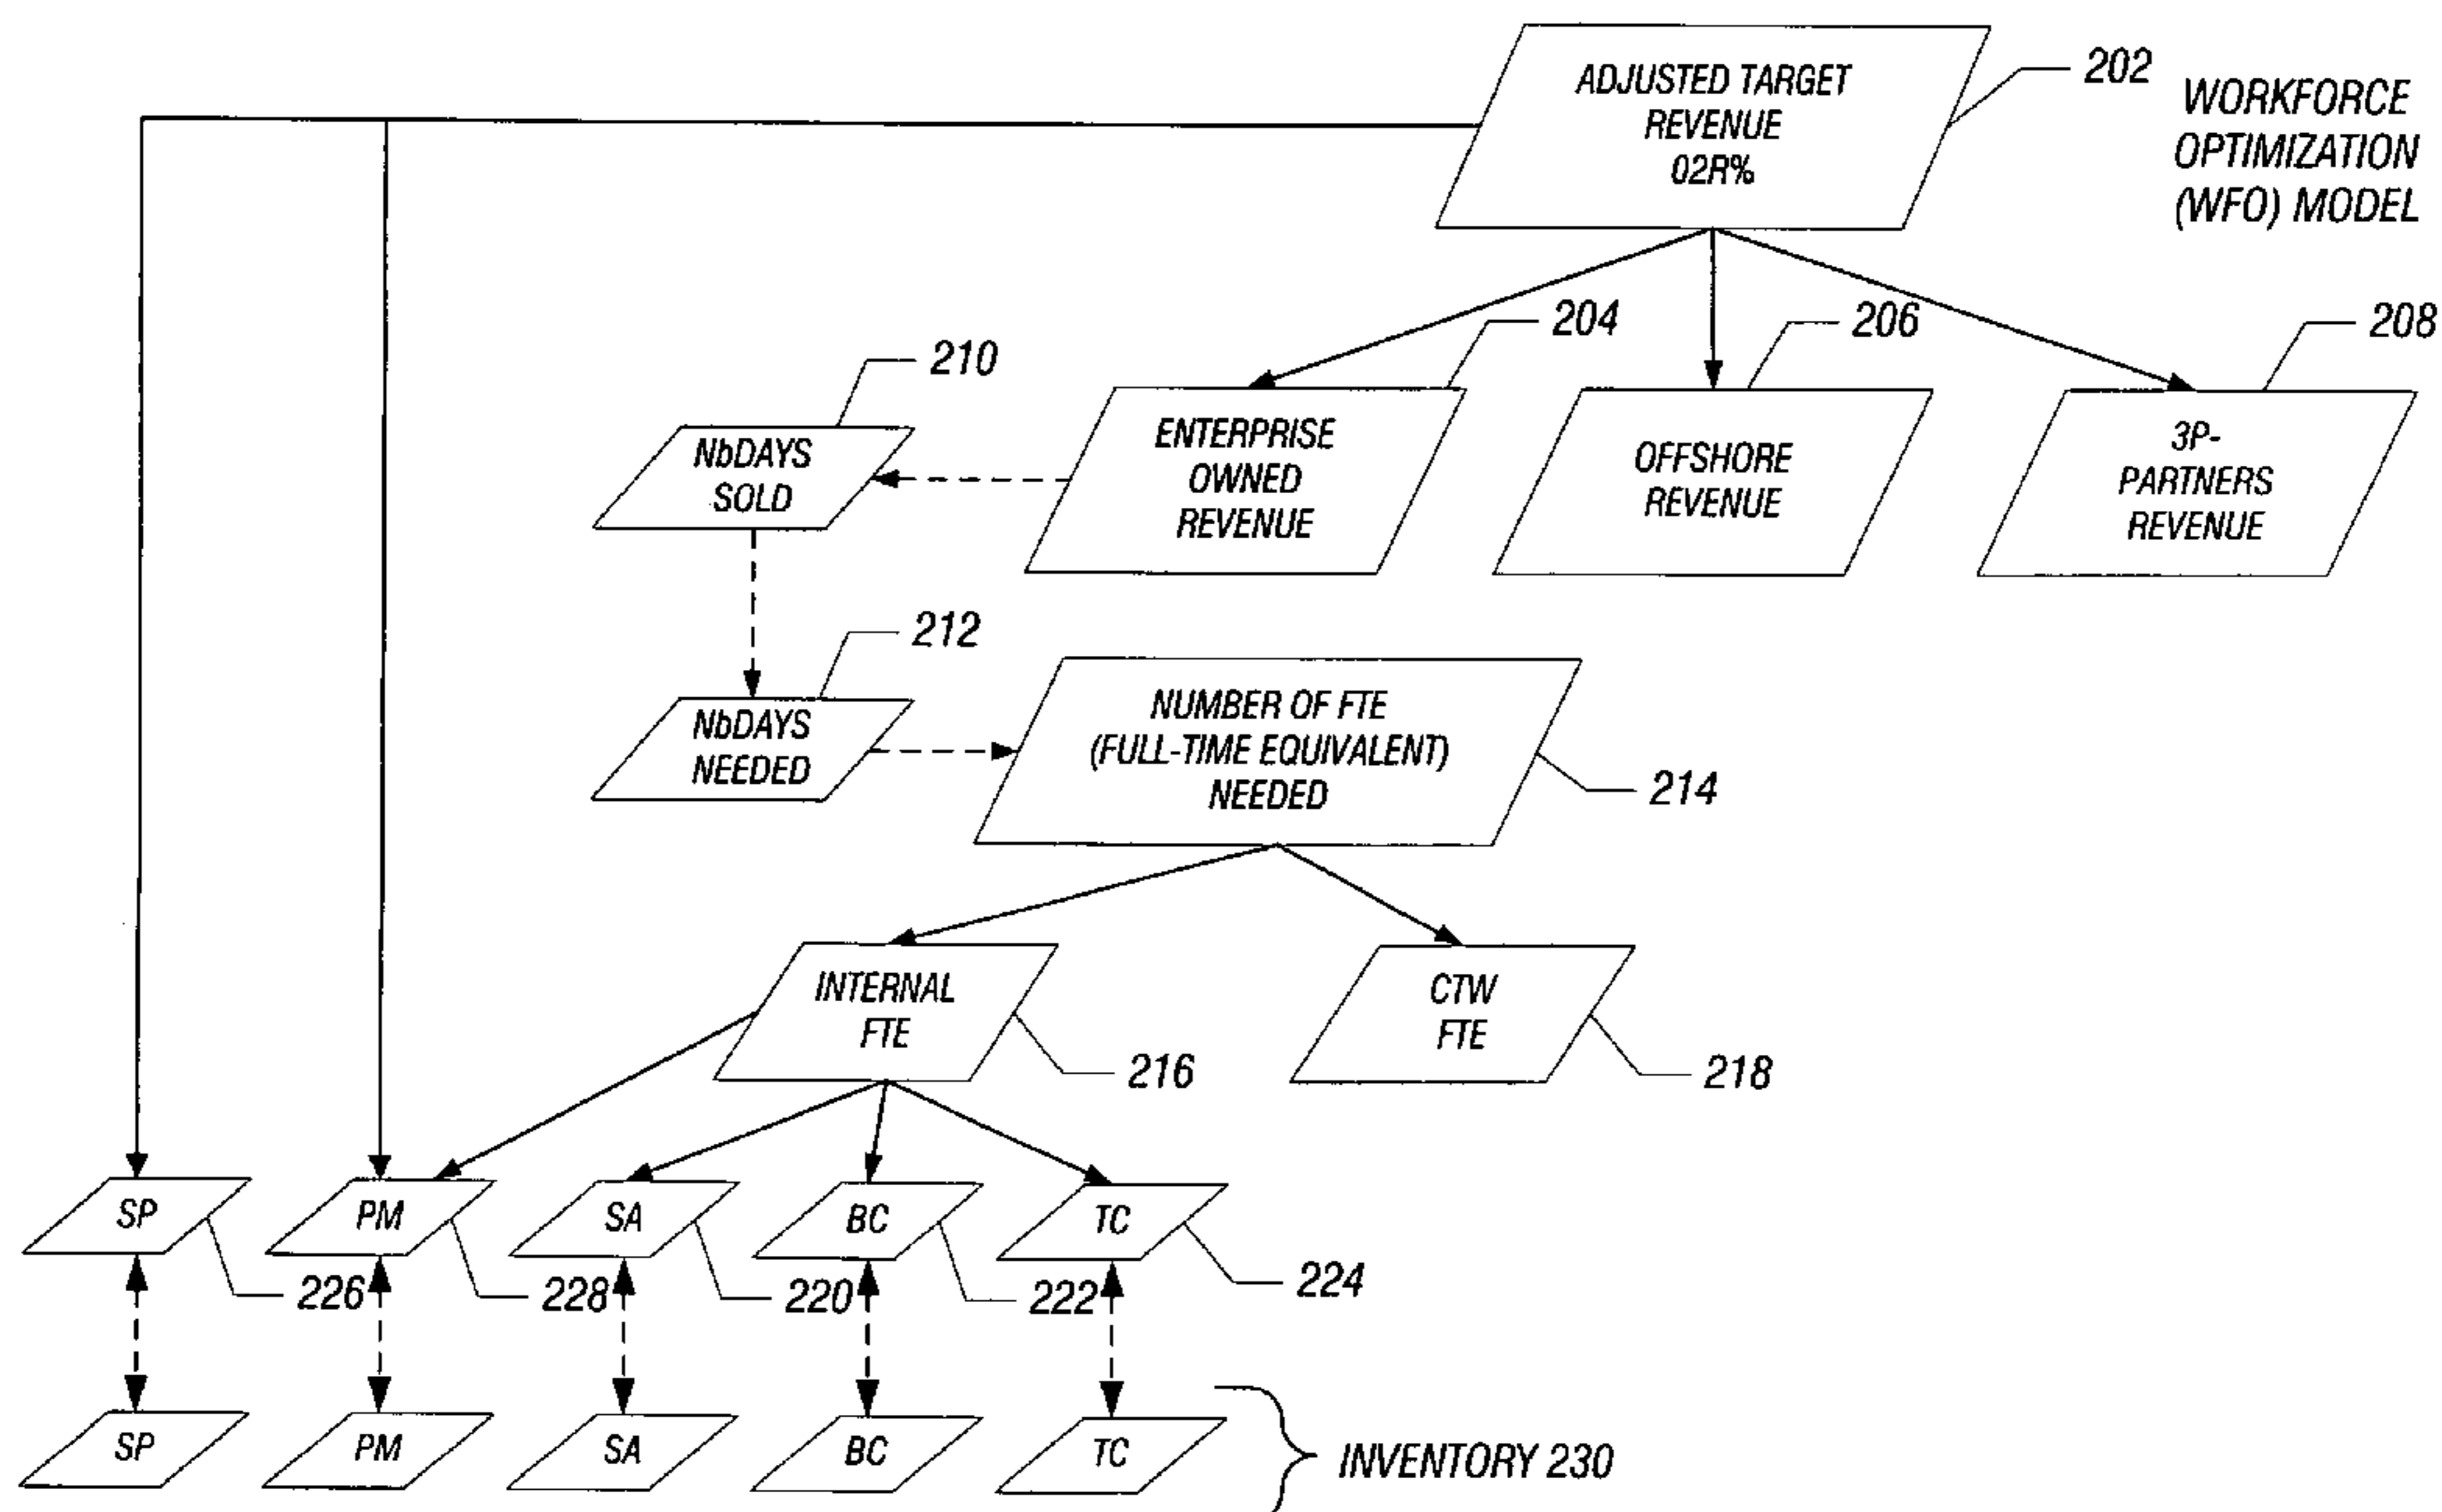 ADJUSTED TARGET
REVENUE
02R%
202
WORKFORCE
OPTIMIZATION
(WFO) MODEL
204
206
208
210
NbDAYS
SOLD
ENTERPRISE
OWNED
REVENUE
OFFSHORE
REVENUE
3P-
PARTNERS
REVENUE
212
NbDAYS
NEEDED
NUMBER OF FTE
(FULL-TIME EQUIVALENT)
NEEDED
214
INTERNAL
FTE
216
CTW
FTE
218
SP
PM
SA
BC
TC
226
228
220
222
224
SP
PM
SA
BC
TC
INVENTORY 230